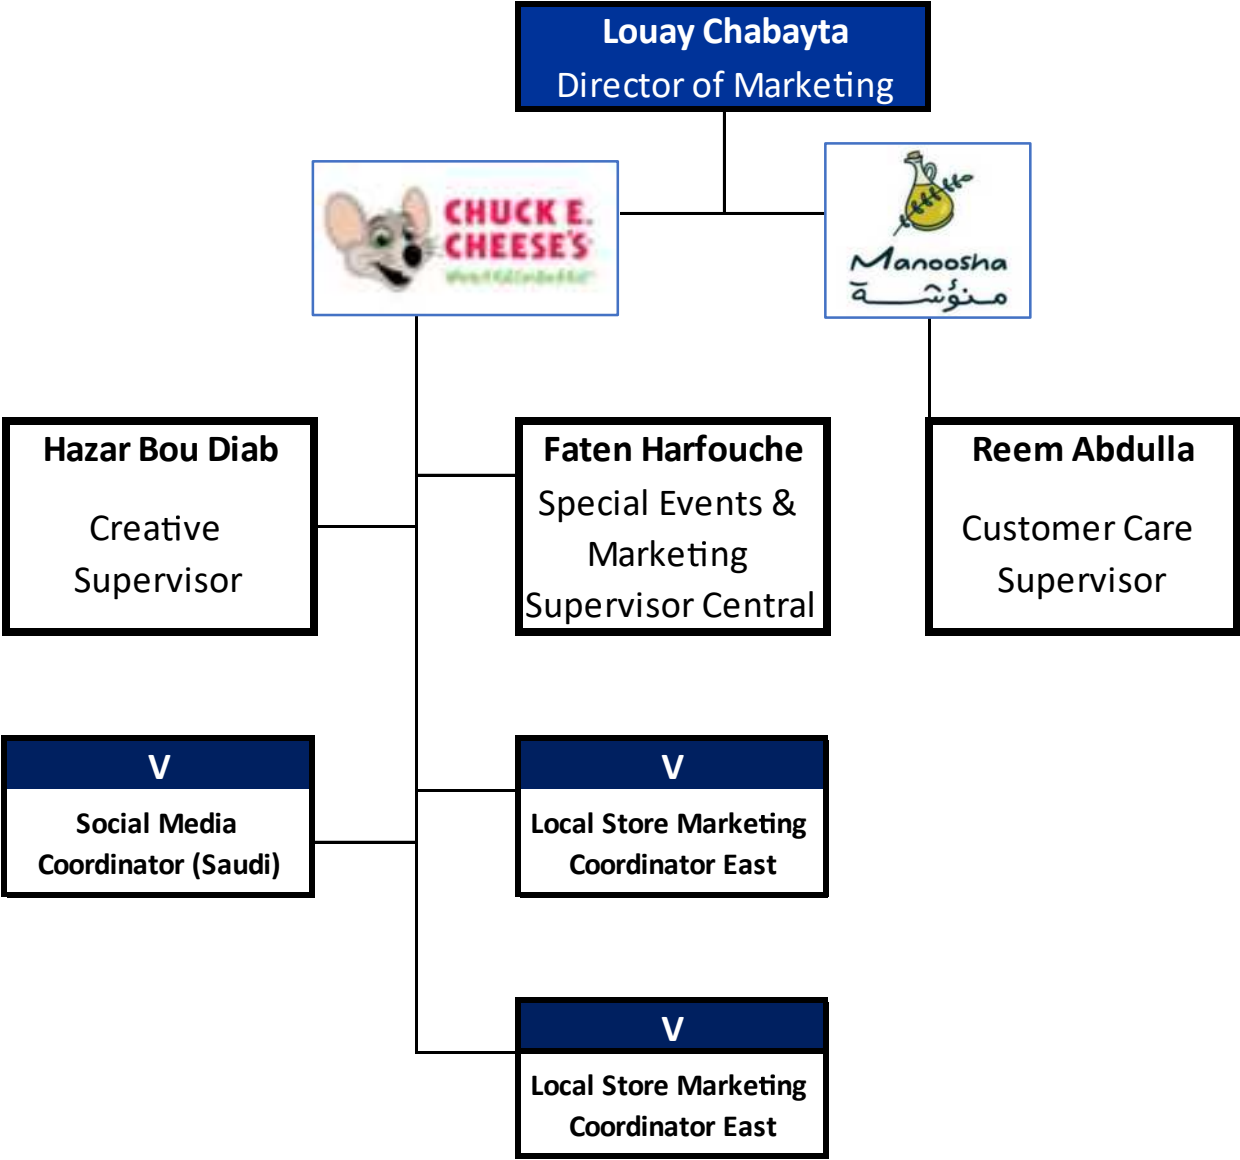 Louay Chabayta
Director of Marketing
CHUCK E.
CHEESE'S
Manoosha
منؤشة
Hazar Bou Diab
Creative
Supervisor
Faten Harfouche
Special Events &
Marketing
Supervisor Central
Reem Abdulla
Customer Care
Supervisor
V
Social Media
Coordinator (Saudi)
V
Local Store Marketing
Coordinator East
V
Local Store Marketing
Coordinator East